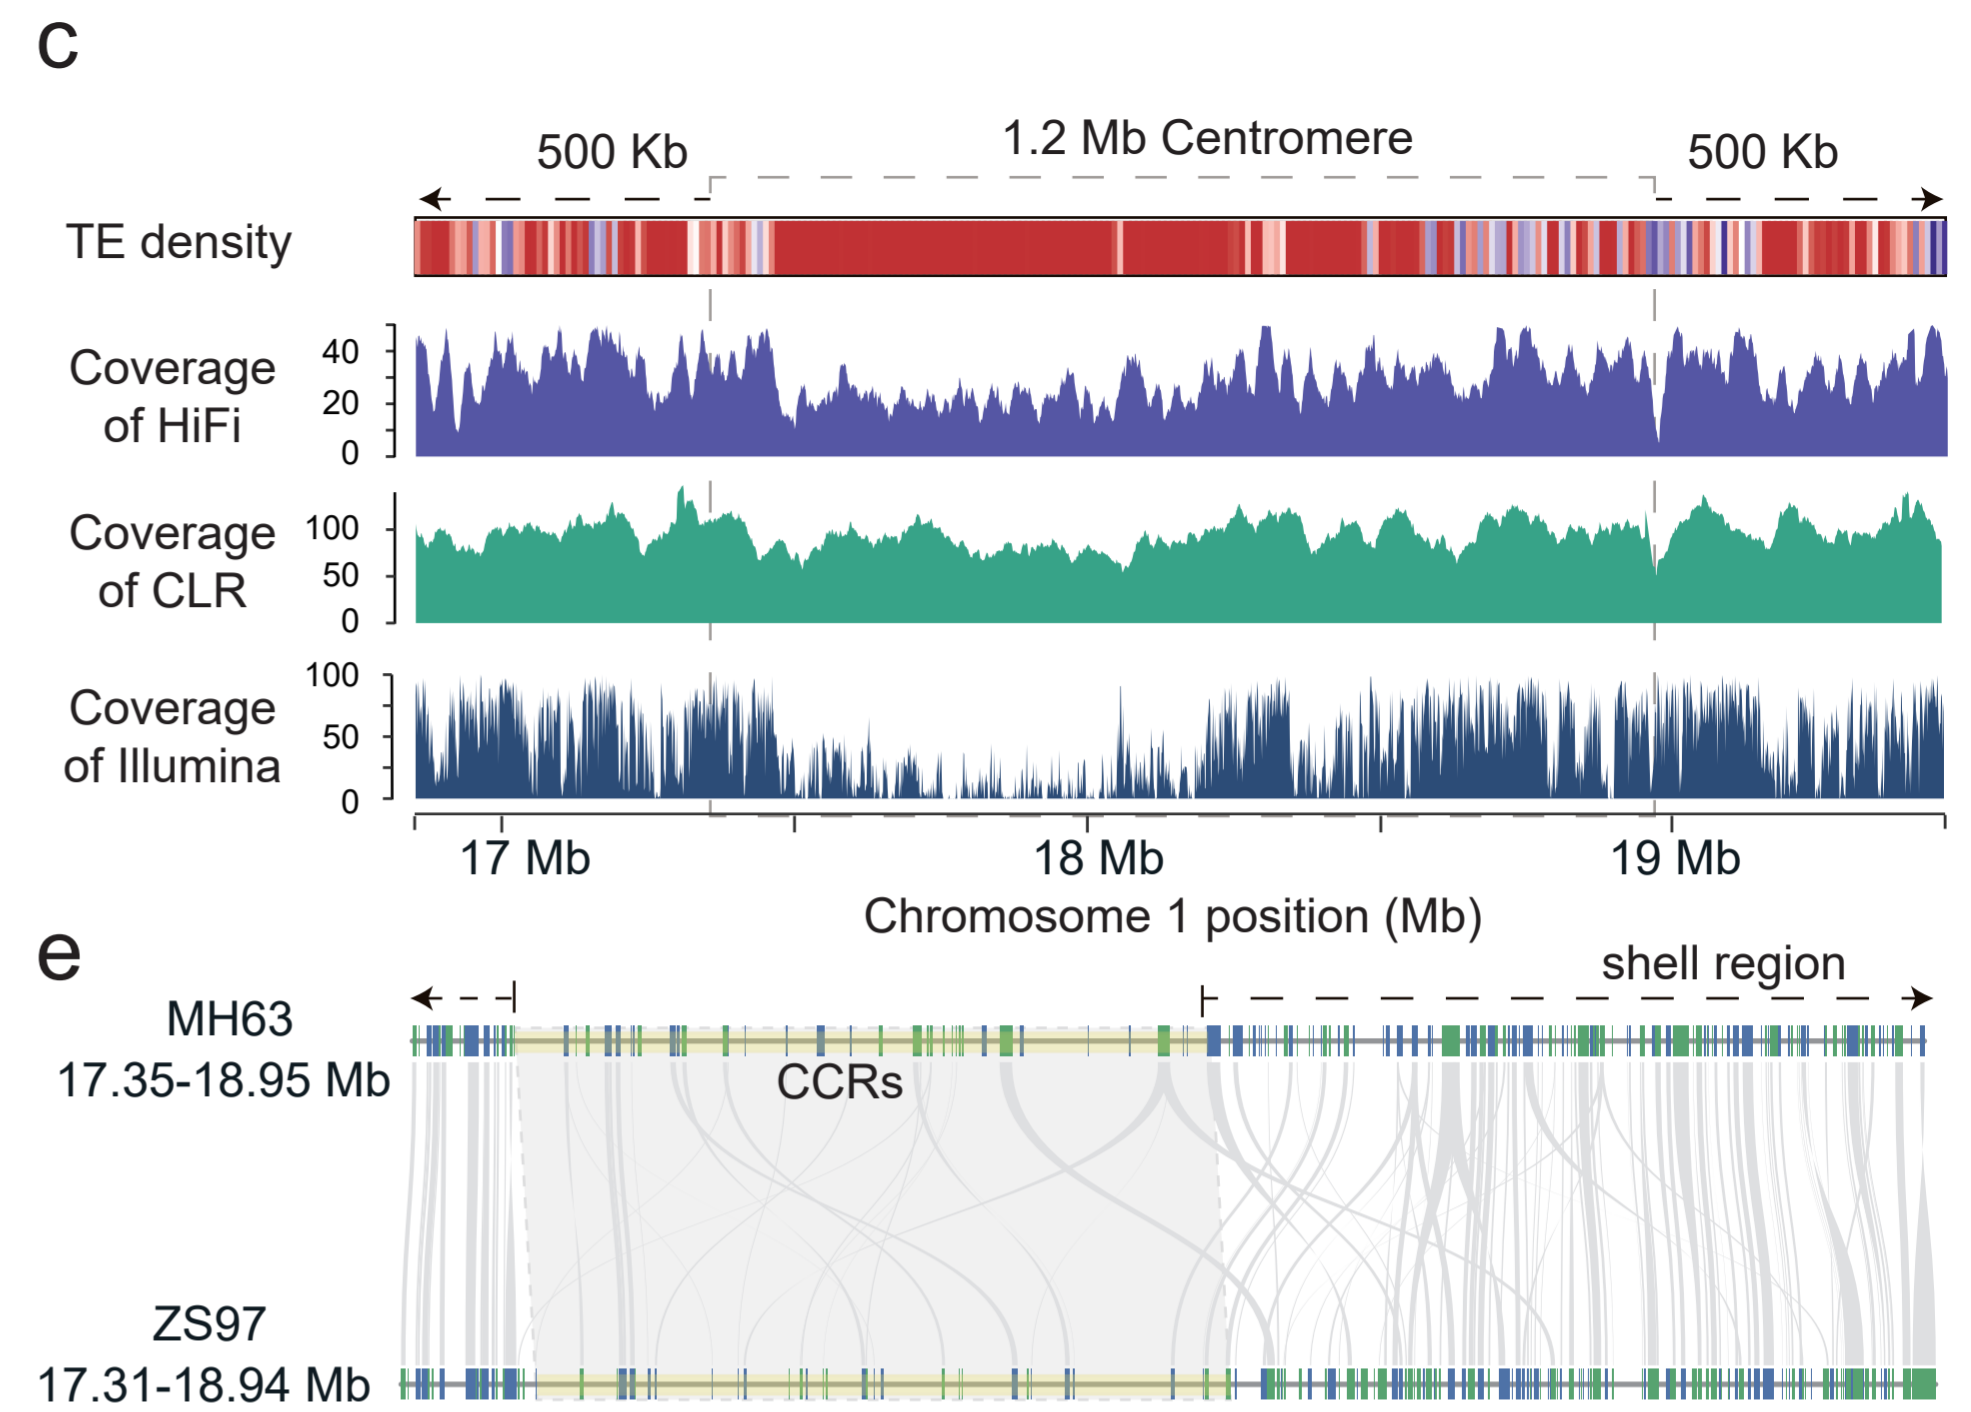 c
500 Kb
1.2 Mb Centromere
500 Kb
TE density
Coverage
of HiFi
40
20
0
Coverage
of CLR
100
50
0
Coverage
of Illumina
100
50
0
17 Mb
18 Mb
19 Mb
Chromosome 1 position (Mb)
e
shell region
MH63
17.35-18.95 Mb
CCRs
ZS97
17.31-18.94 Mb